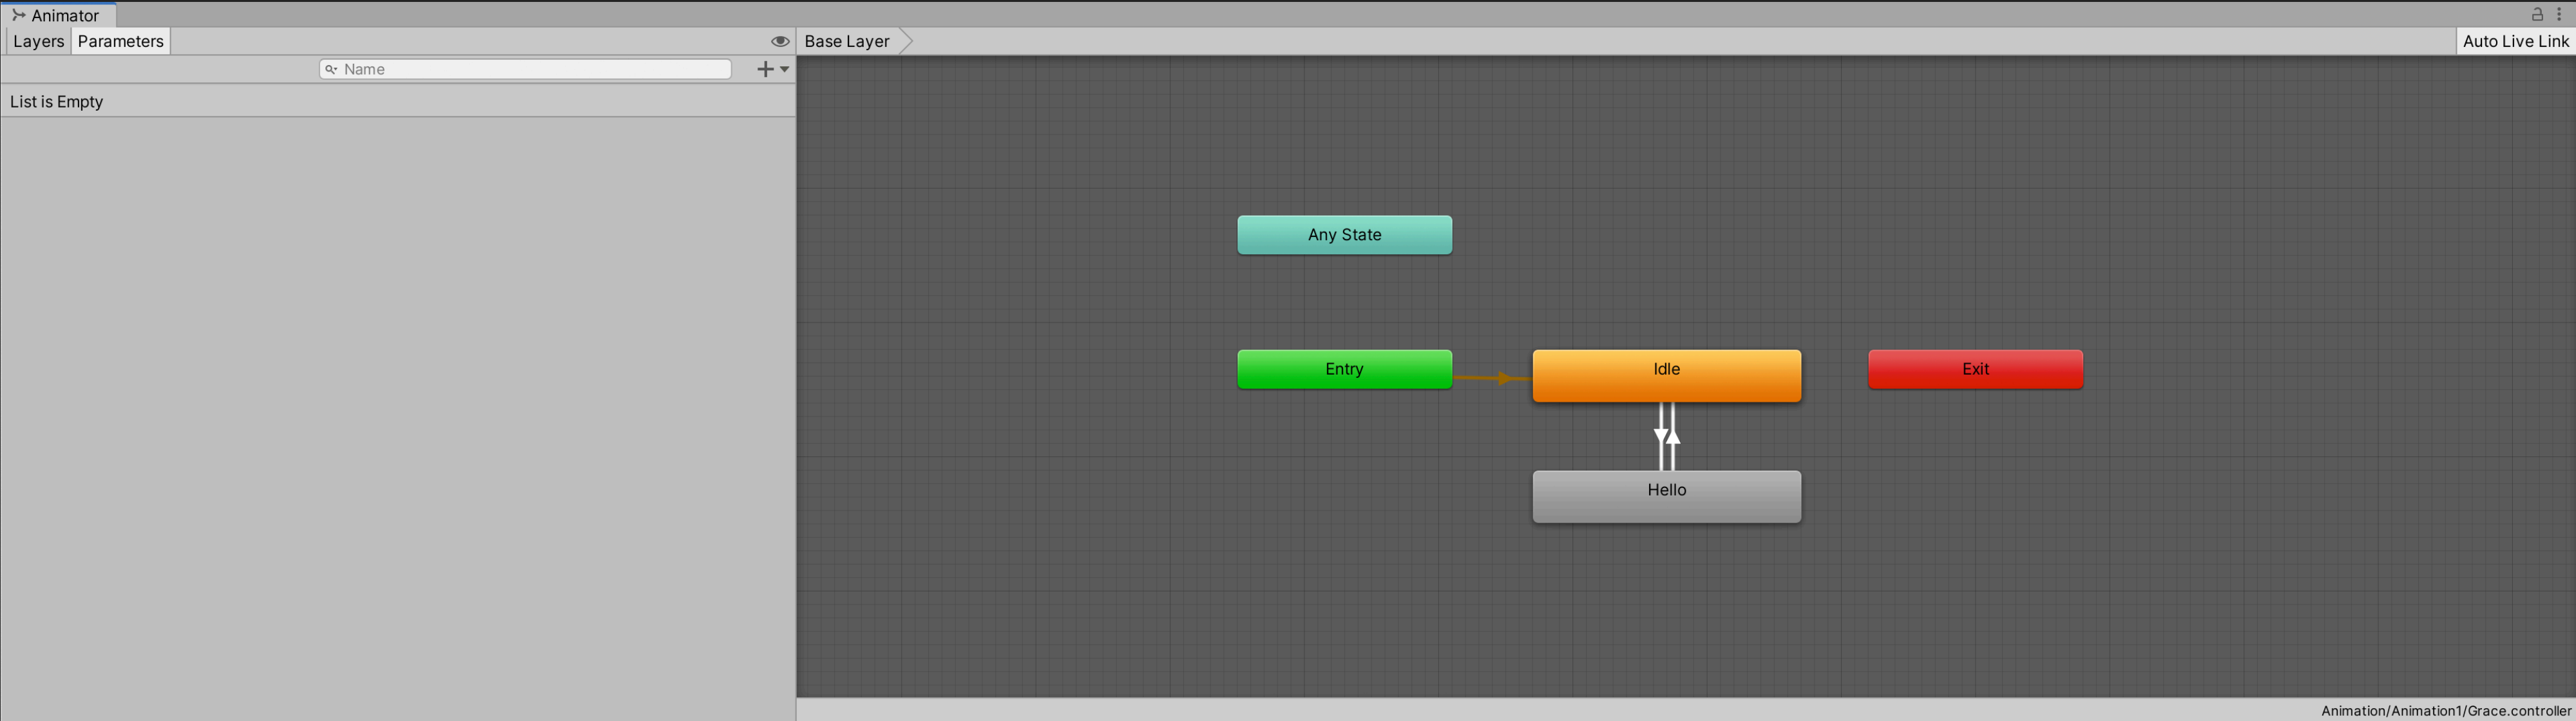 Animator
Layers Parameters
Base Layer
Auto Live Link
Name
List is Empty
Any State
Entry
Idle
Exit
Hello
Animation/Animation1/Grace.controller